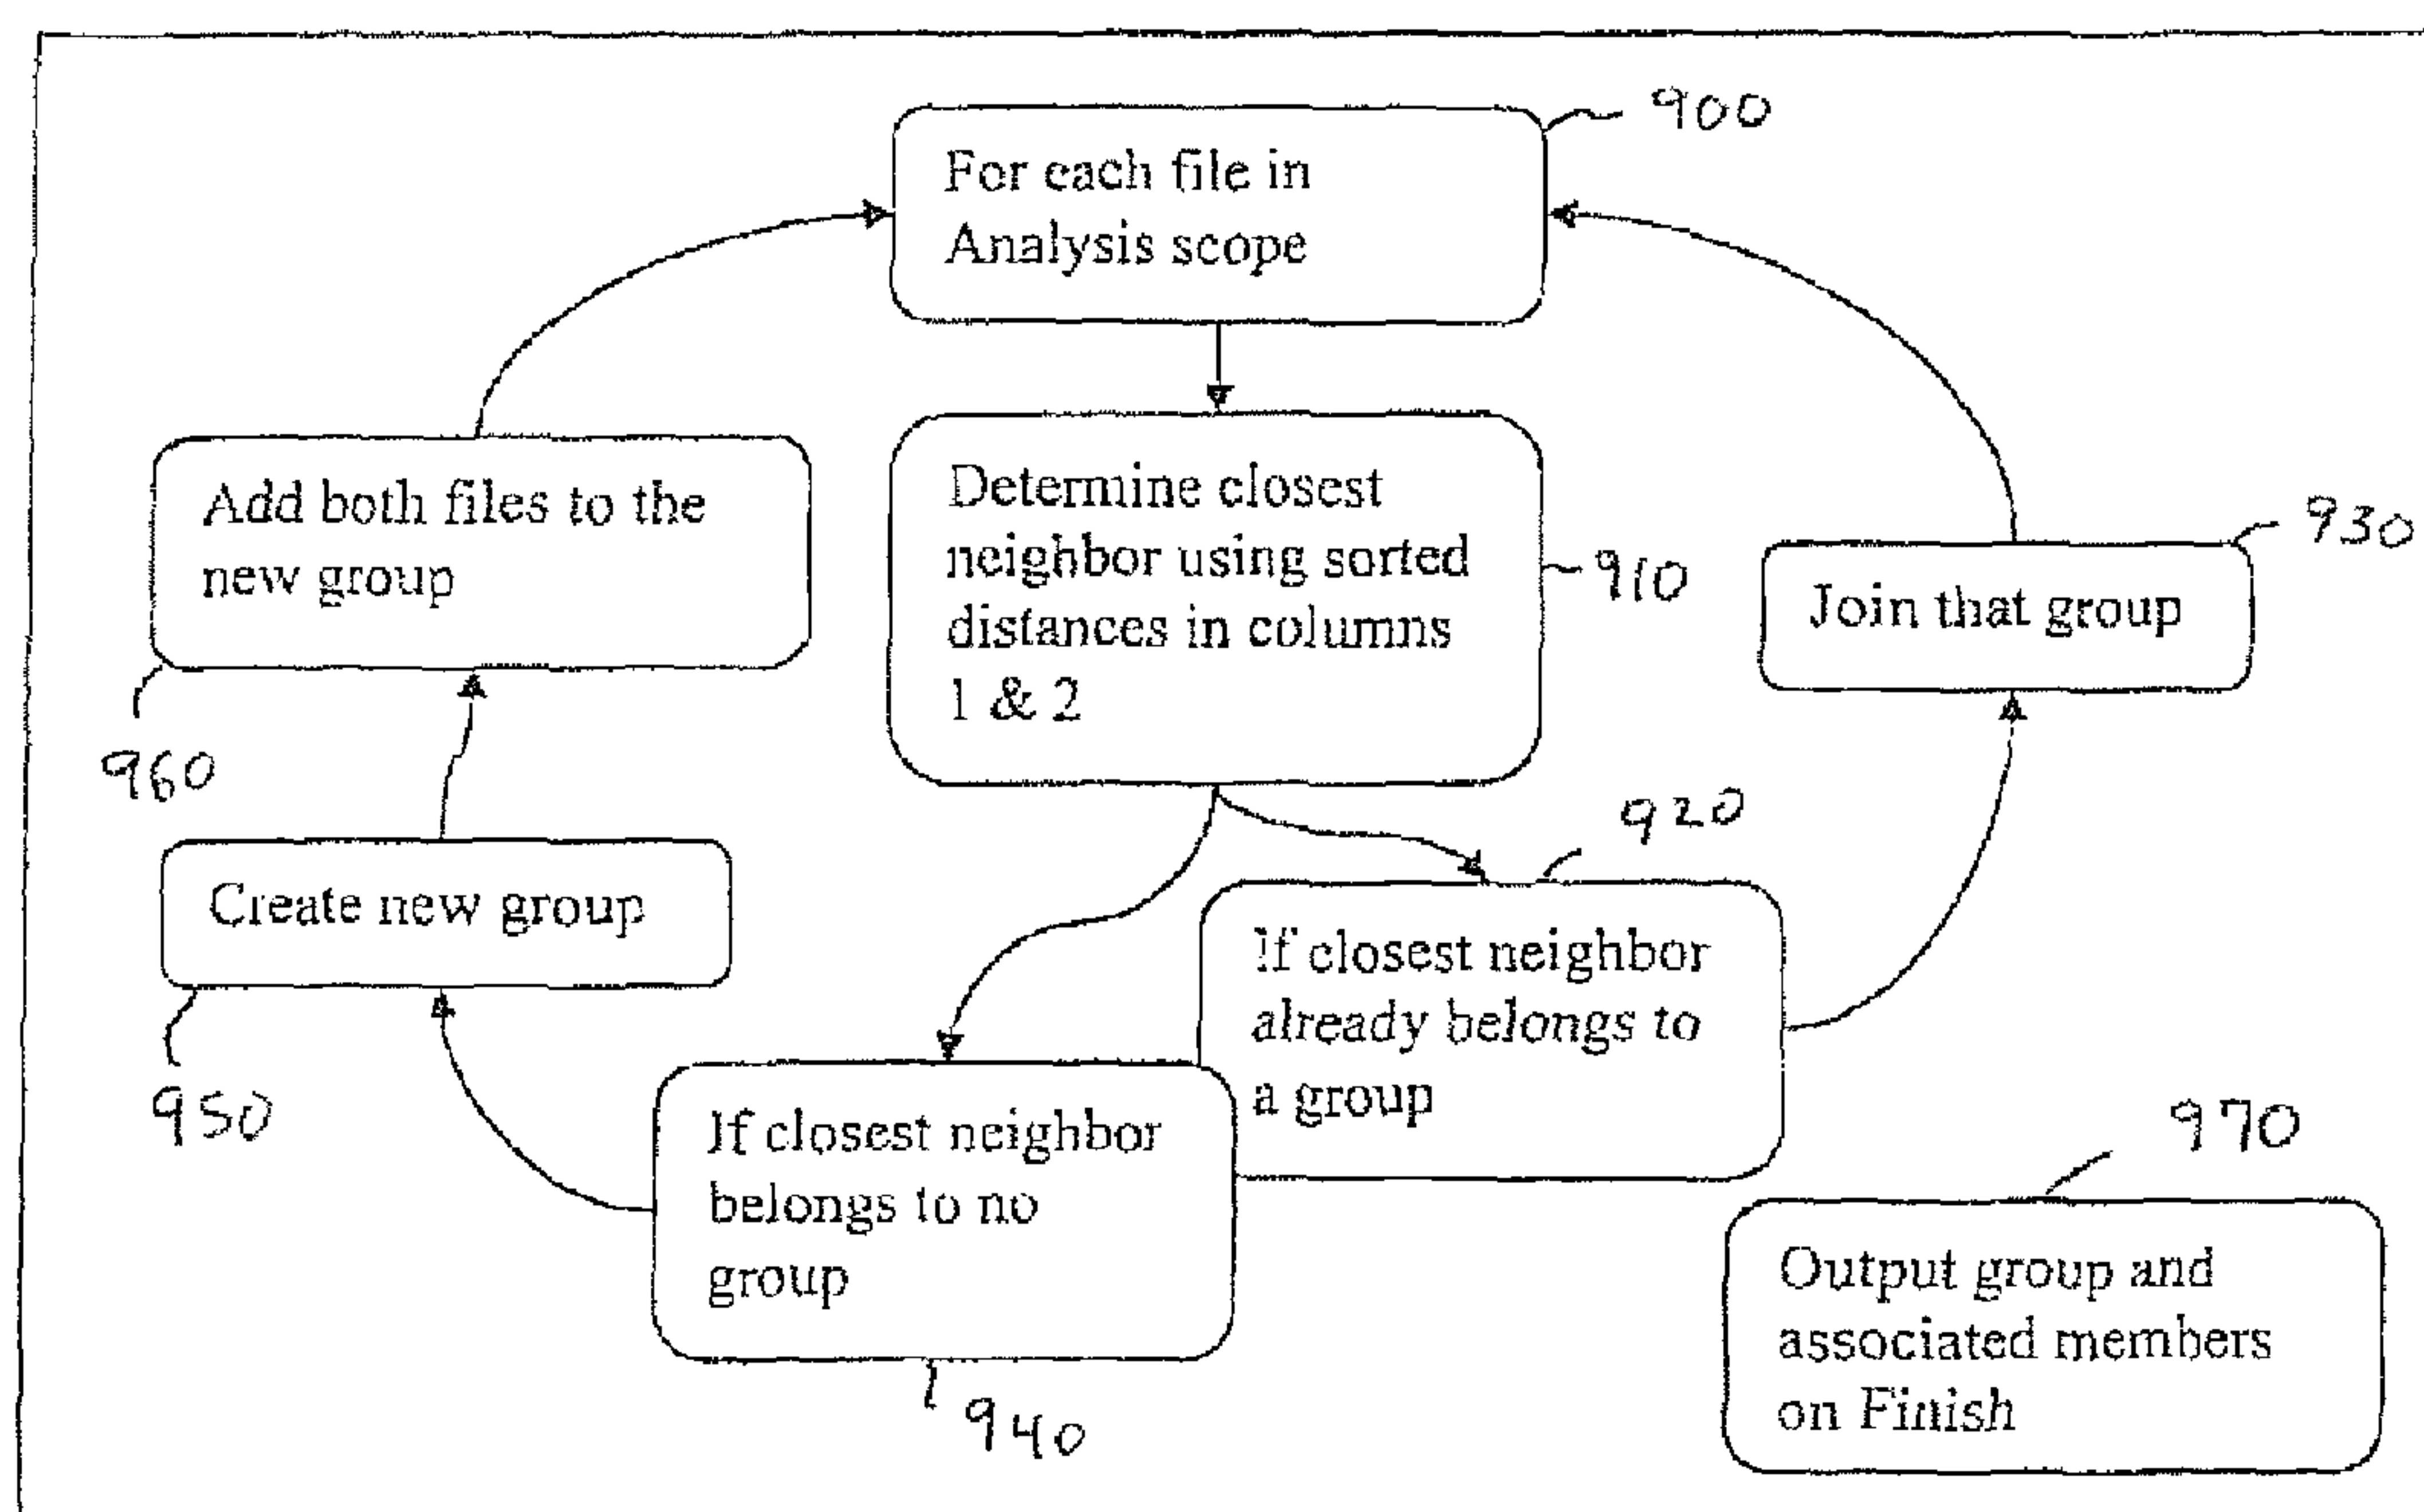 900
For each file in
Analysis scope
Determine closest
neighbor using sorted
distances in columns
1 & 2
910
Add both files to the
new group
960
930
Join that group
920
Create new group
950
If closest neighbor
already belongs to
a group
If closest neighbor
belongs to no
group
940
970
Output group and
associated members
on Finish